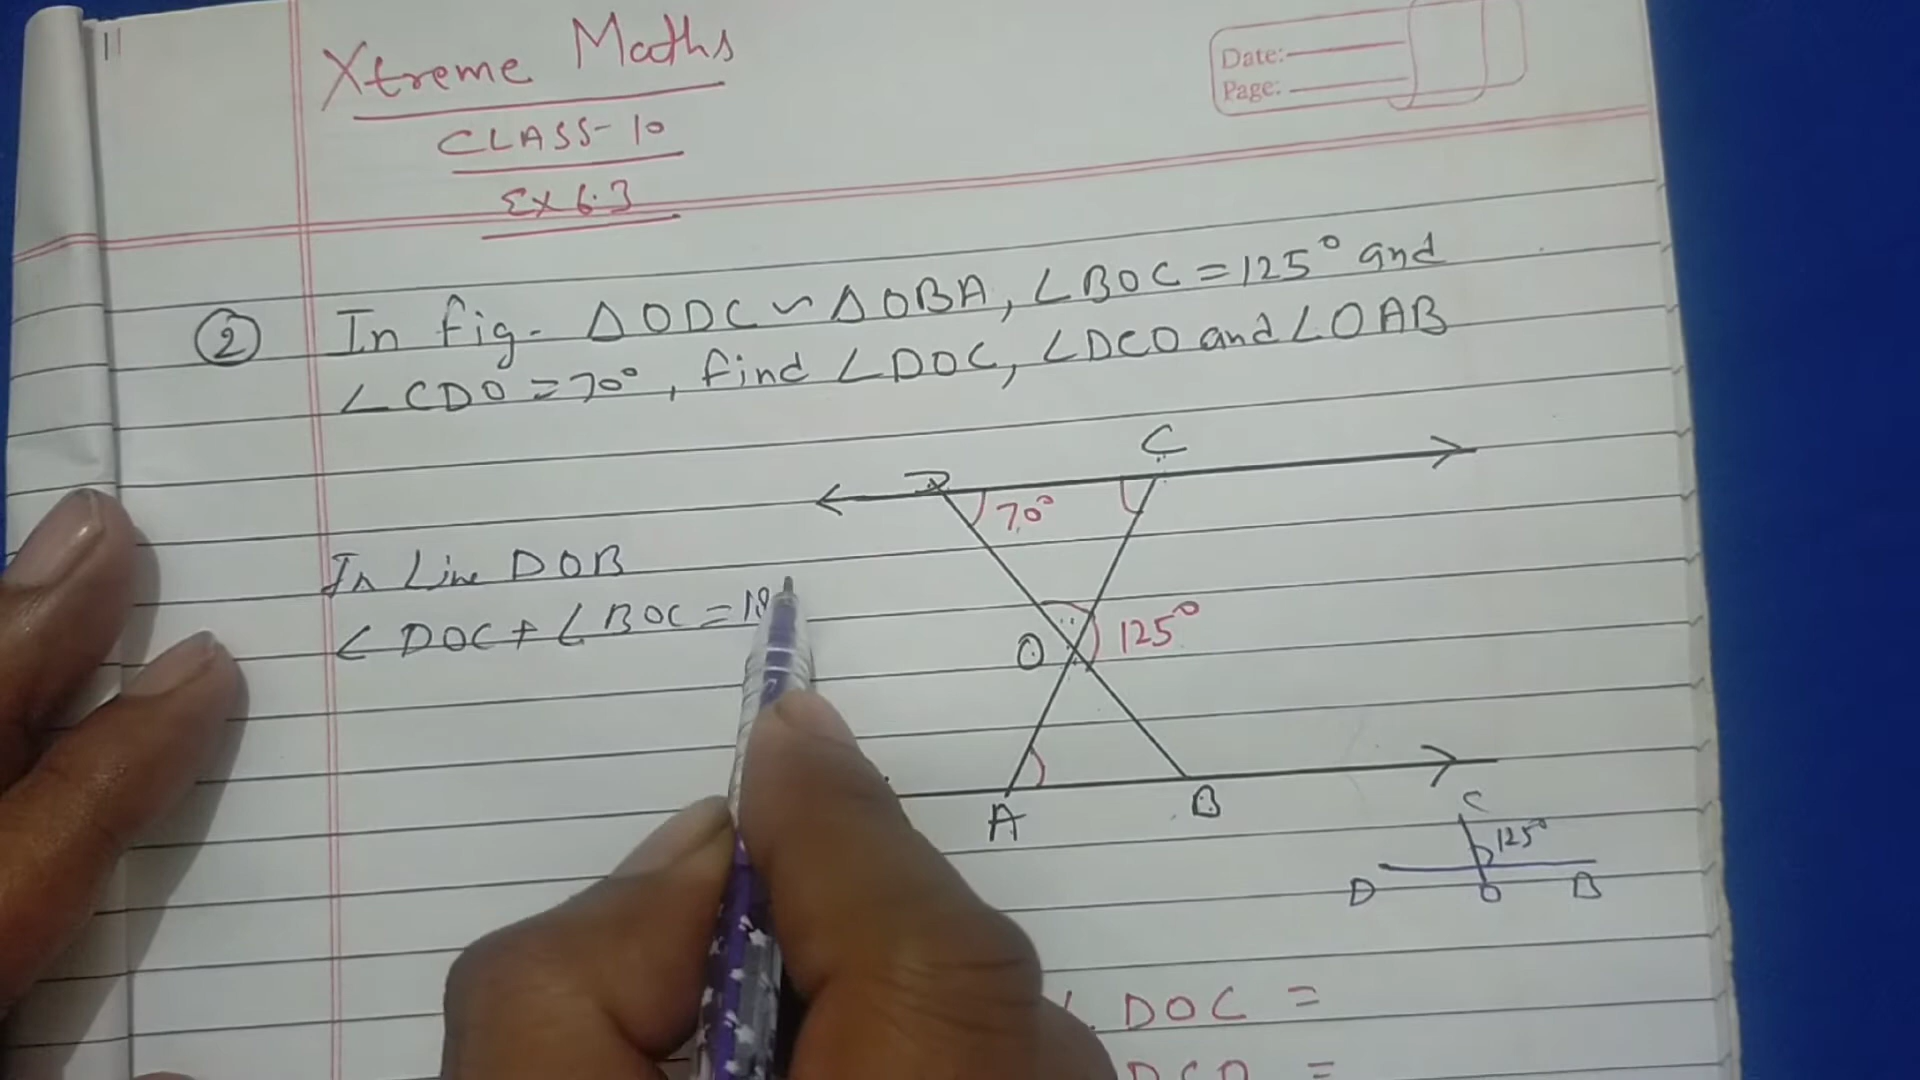 Xtreme Maths
Date:
Page:
CLASS-10
Ex 6.3
② In fig. ΔODC ~ ΔOBA, ∠BOC = 125° and
∠CDO = 70°, find ∠DOC, ∠DCO and ∠OAB
C
D
70°
In Line DOB
∠DOC + ∠BOC = 18
O
125°
A
B
C
125°
D
O
B
∠DOC =
DCO =